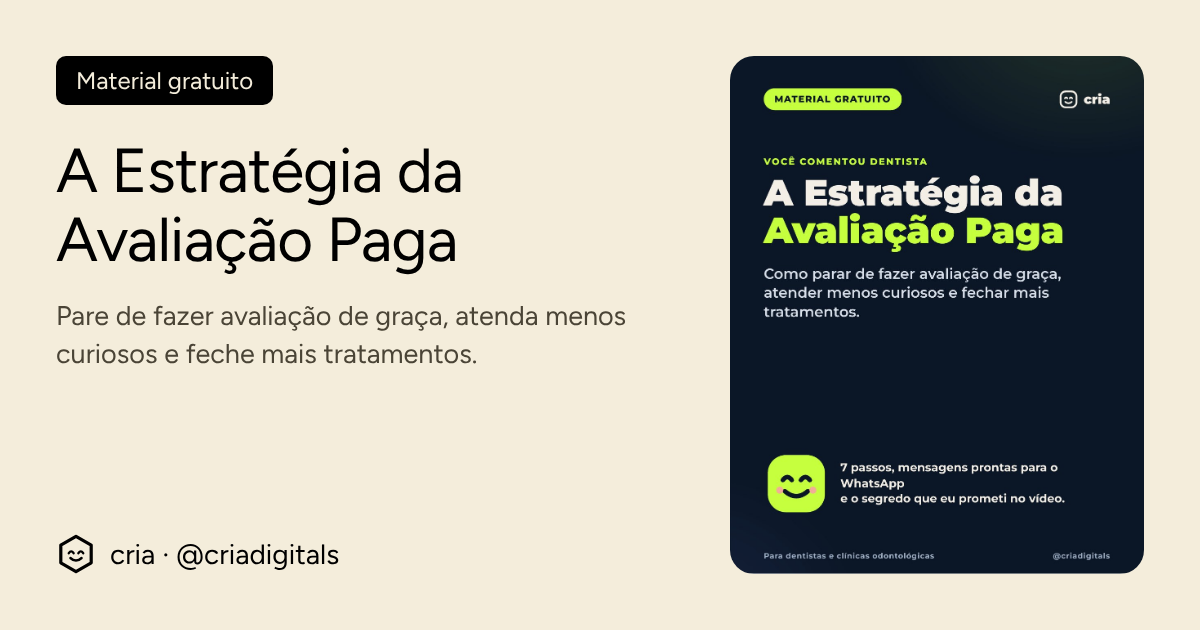 Material gratuito
A Estratégia da
Avaliação Paga
Pare de fazer avaliação de graça, atenda menos
curiosos e feche mais tratamentos.
cria · @criadigitals
MATERIAL GRATUITO
cria
VOCÊ COMENTOU DENTISTA
A Estratégia da
Avaliação Paga
Como parar de fazer avaliação de graça,
atender menos curiosos e fechar mais
tratamentos.
7 passos, mensagens prontas para o
WhatsApp
e o segredo que eu prometi no vídeo.
Para dentistas e clínicas odontológicas
@criadigitals